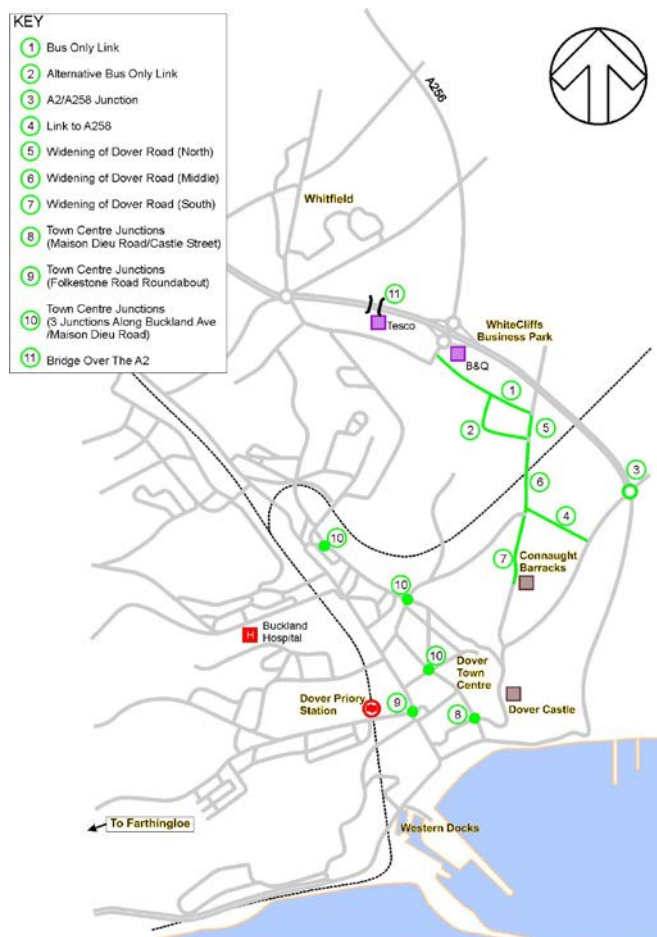 KEY
1 Bus Only Link
2 Alternative Bus Only Link
3 A2/A258 Junction
4 Link to A258
5 Widening of Dover Road (North)
6 Widening of Dover Road (Middle)
7 Widening of Dover Road (South)
8 Town Centre Junctions
(Maison Dieu Road/Castle Street)
9 Town Centre Junctions
(Folkestone Road Roundabout)
10 Town Centre Junctions
(3 Junctions Along Buckland Ave
/Maison Dieu Road)
11 Bridge Over The A2
A256
Whitfield
11
Tesco
WhiteCliffs
Business Park
B&Q
1
2
5
3
6
4
10
7
Connaught
Barracks
10
H
Buckland
Hospital
10
Dover
Town
Centre
Dover Priory
Station
9
8
Dover Castle
To Farthingloe
Western Docks